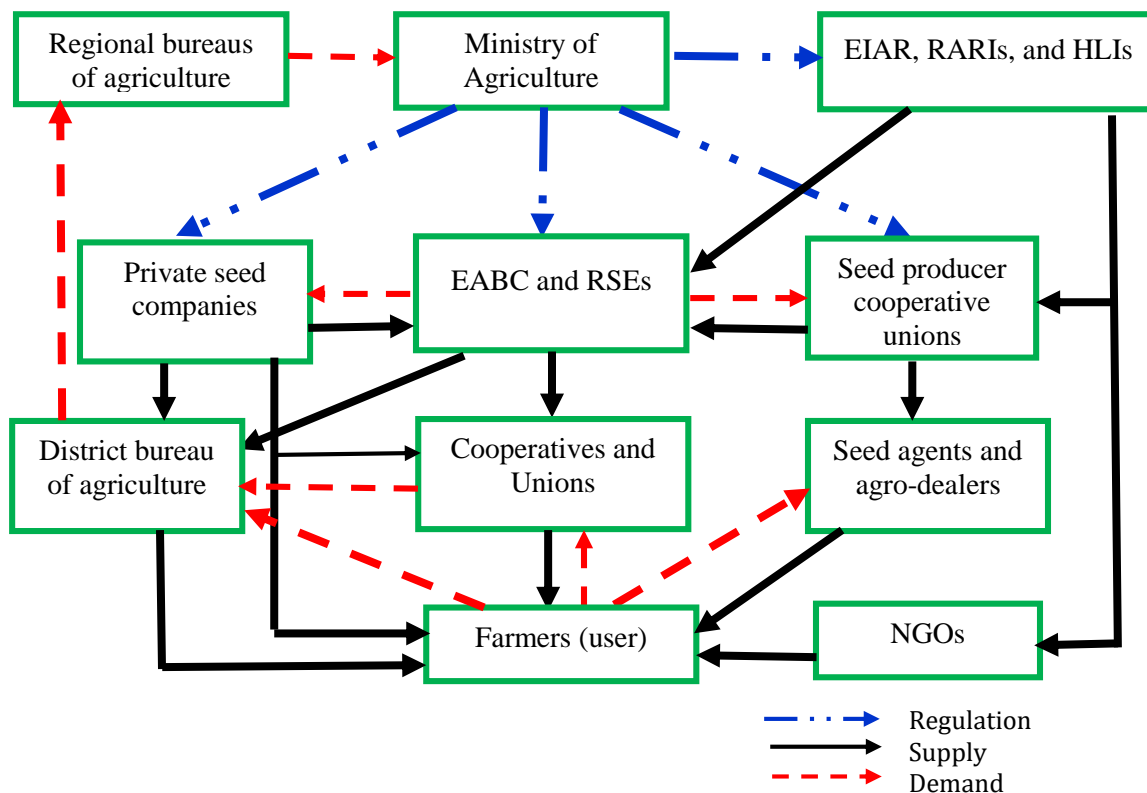 Regional bureaus
of agriculture
Ministry of
Agriculture
EIAR, RARIs, and HLIs
Private seed
companies
EABC and RSEs
Seed producer
cooperative
unions
District bureau
of agriculture
Cooperatives and
Unions
Seed agents and
agro-dealers
Farmers (user)
NGOs
Regulation
Supply
Demand